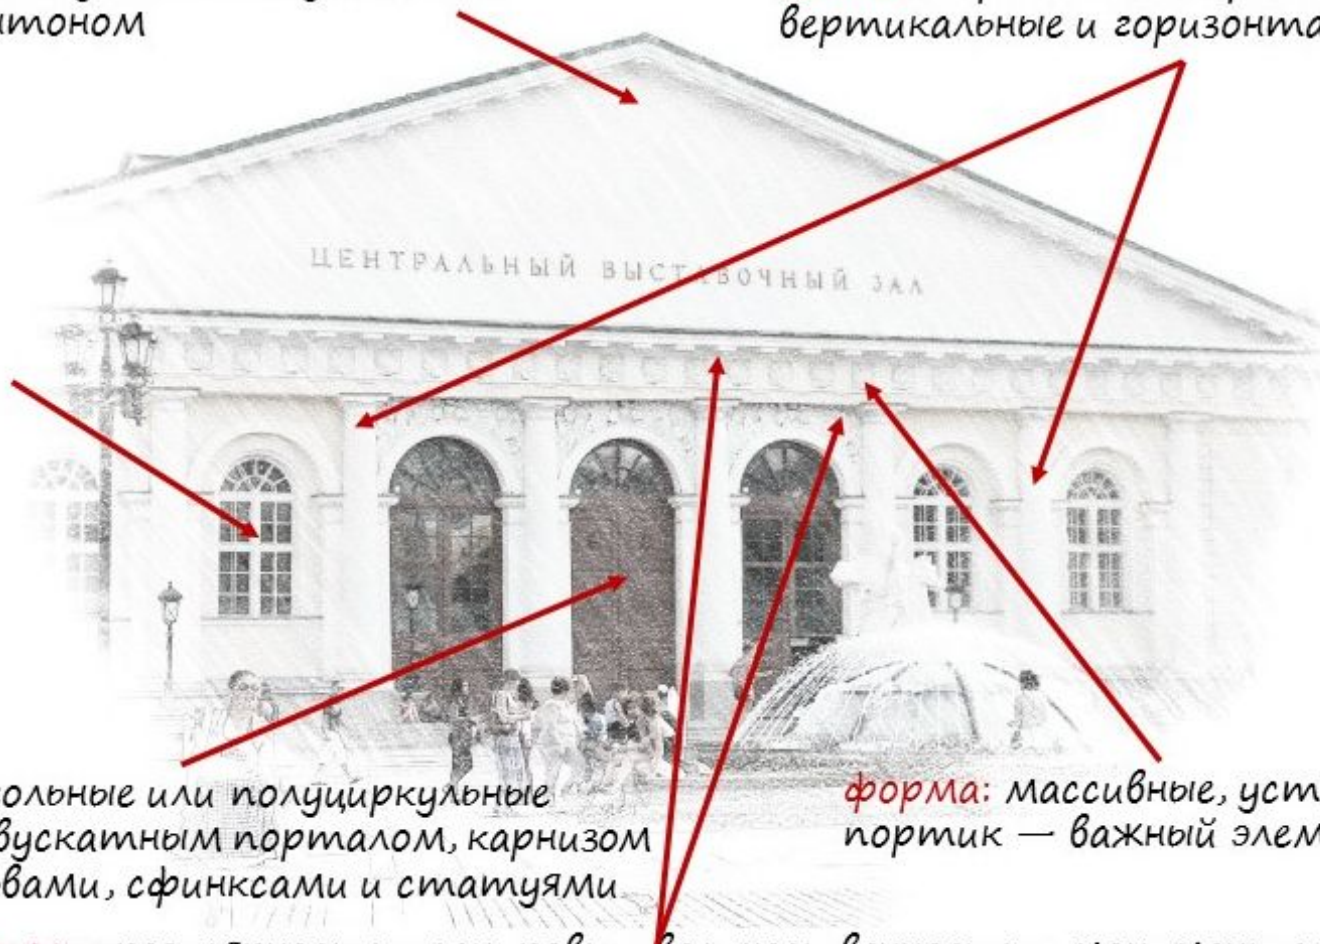 вертикальные и горизонта
ЦЕНТРАЛЬНЫЙ ВЫСТАВОЧНЫЙ ЗАЛ
ольные или полуциркульные
вускатным порталом, карнизом
вами, сфинксами и статуями
форма: массивные, уст
портик — важный элем